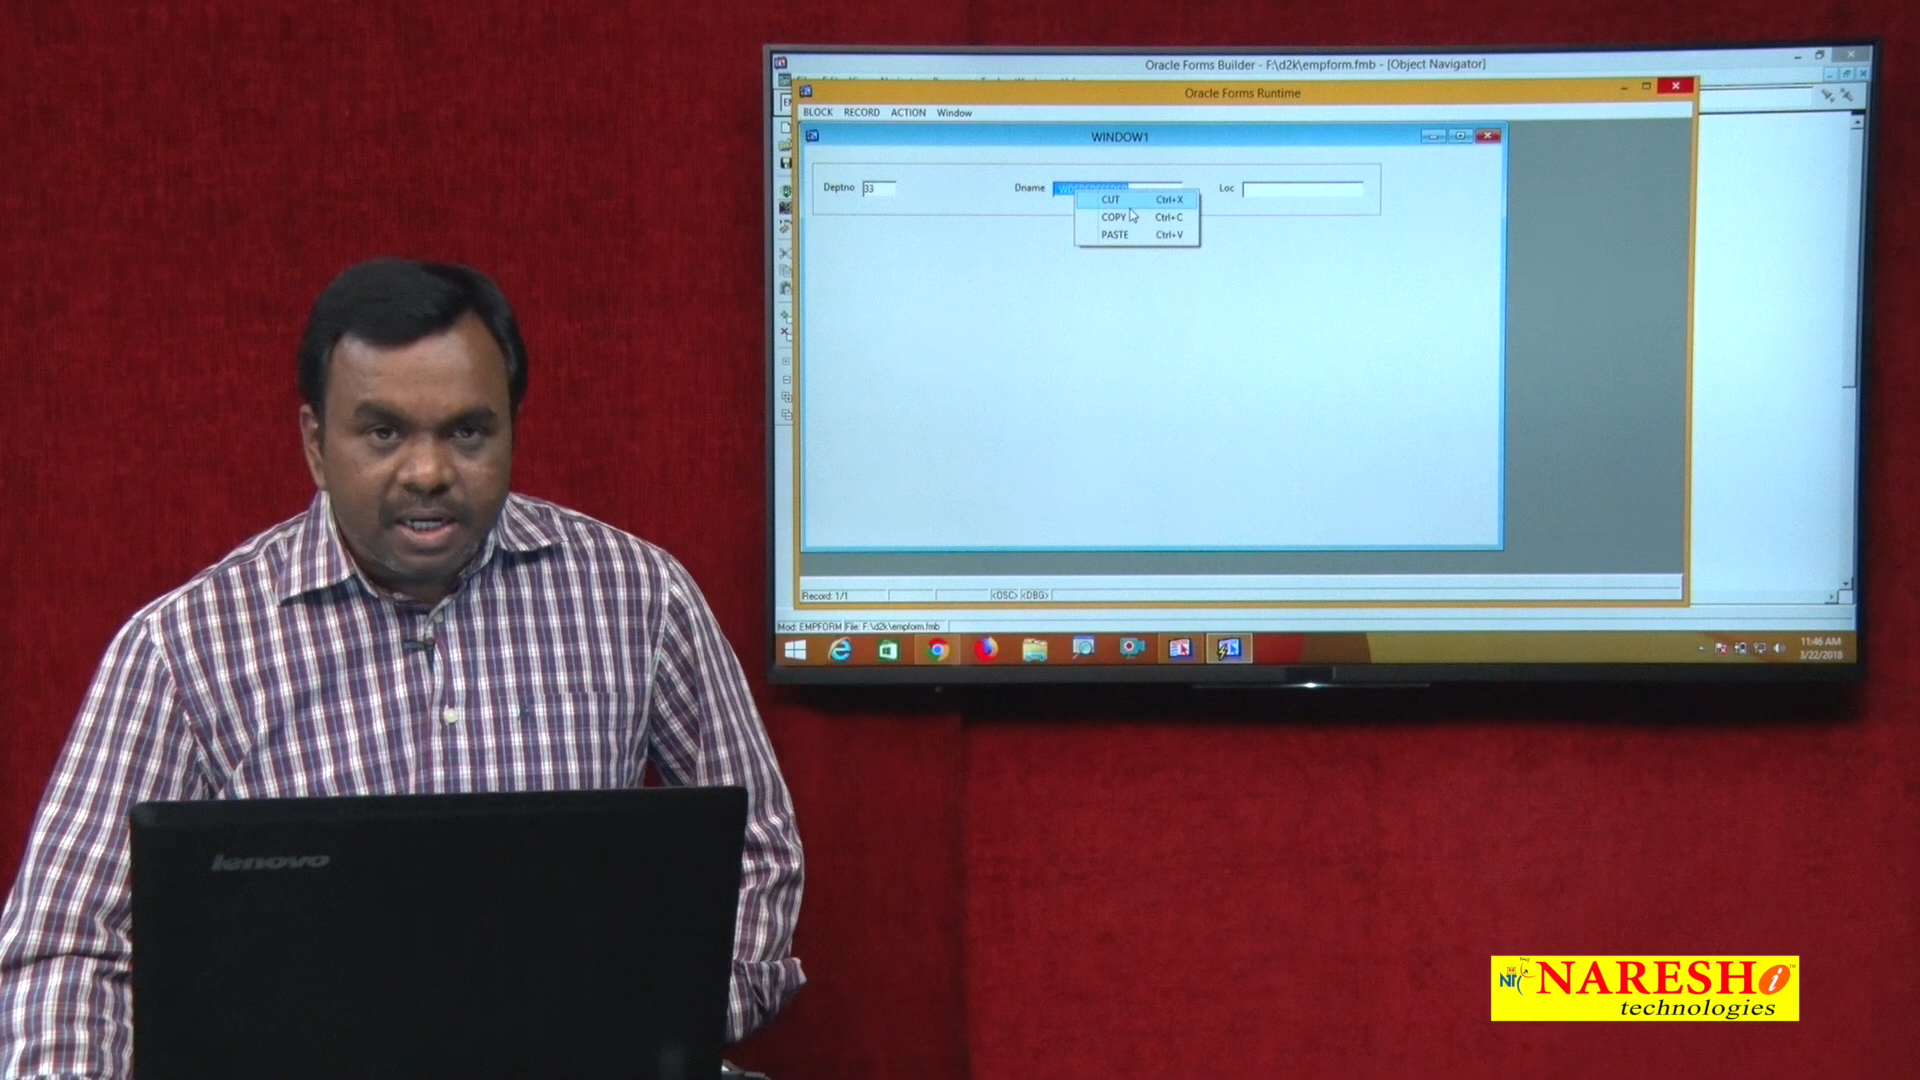 Oracle Forms Builder - F:\d2k\empform.fmb - [Object Navigator]
Oracle Forms Runtime
BLOCK RECORD ACTION Window
WINDOW1
Deptno 33 Dname Loc
CUT Ctrl+X
COPY Ctrl+C
PASTE Ctrl+V
Record: 1/1 <OSC> <DBG>
Mod: EMPFORM File: F:\d2k\empform.fmb
11:46 AM
3/22/2018
lenovo
NARESH i
technologies